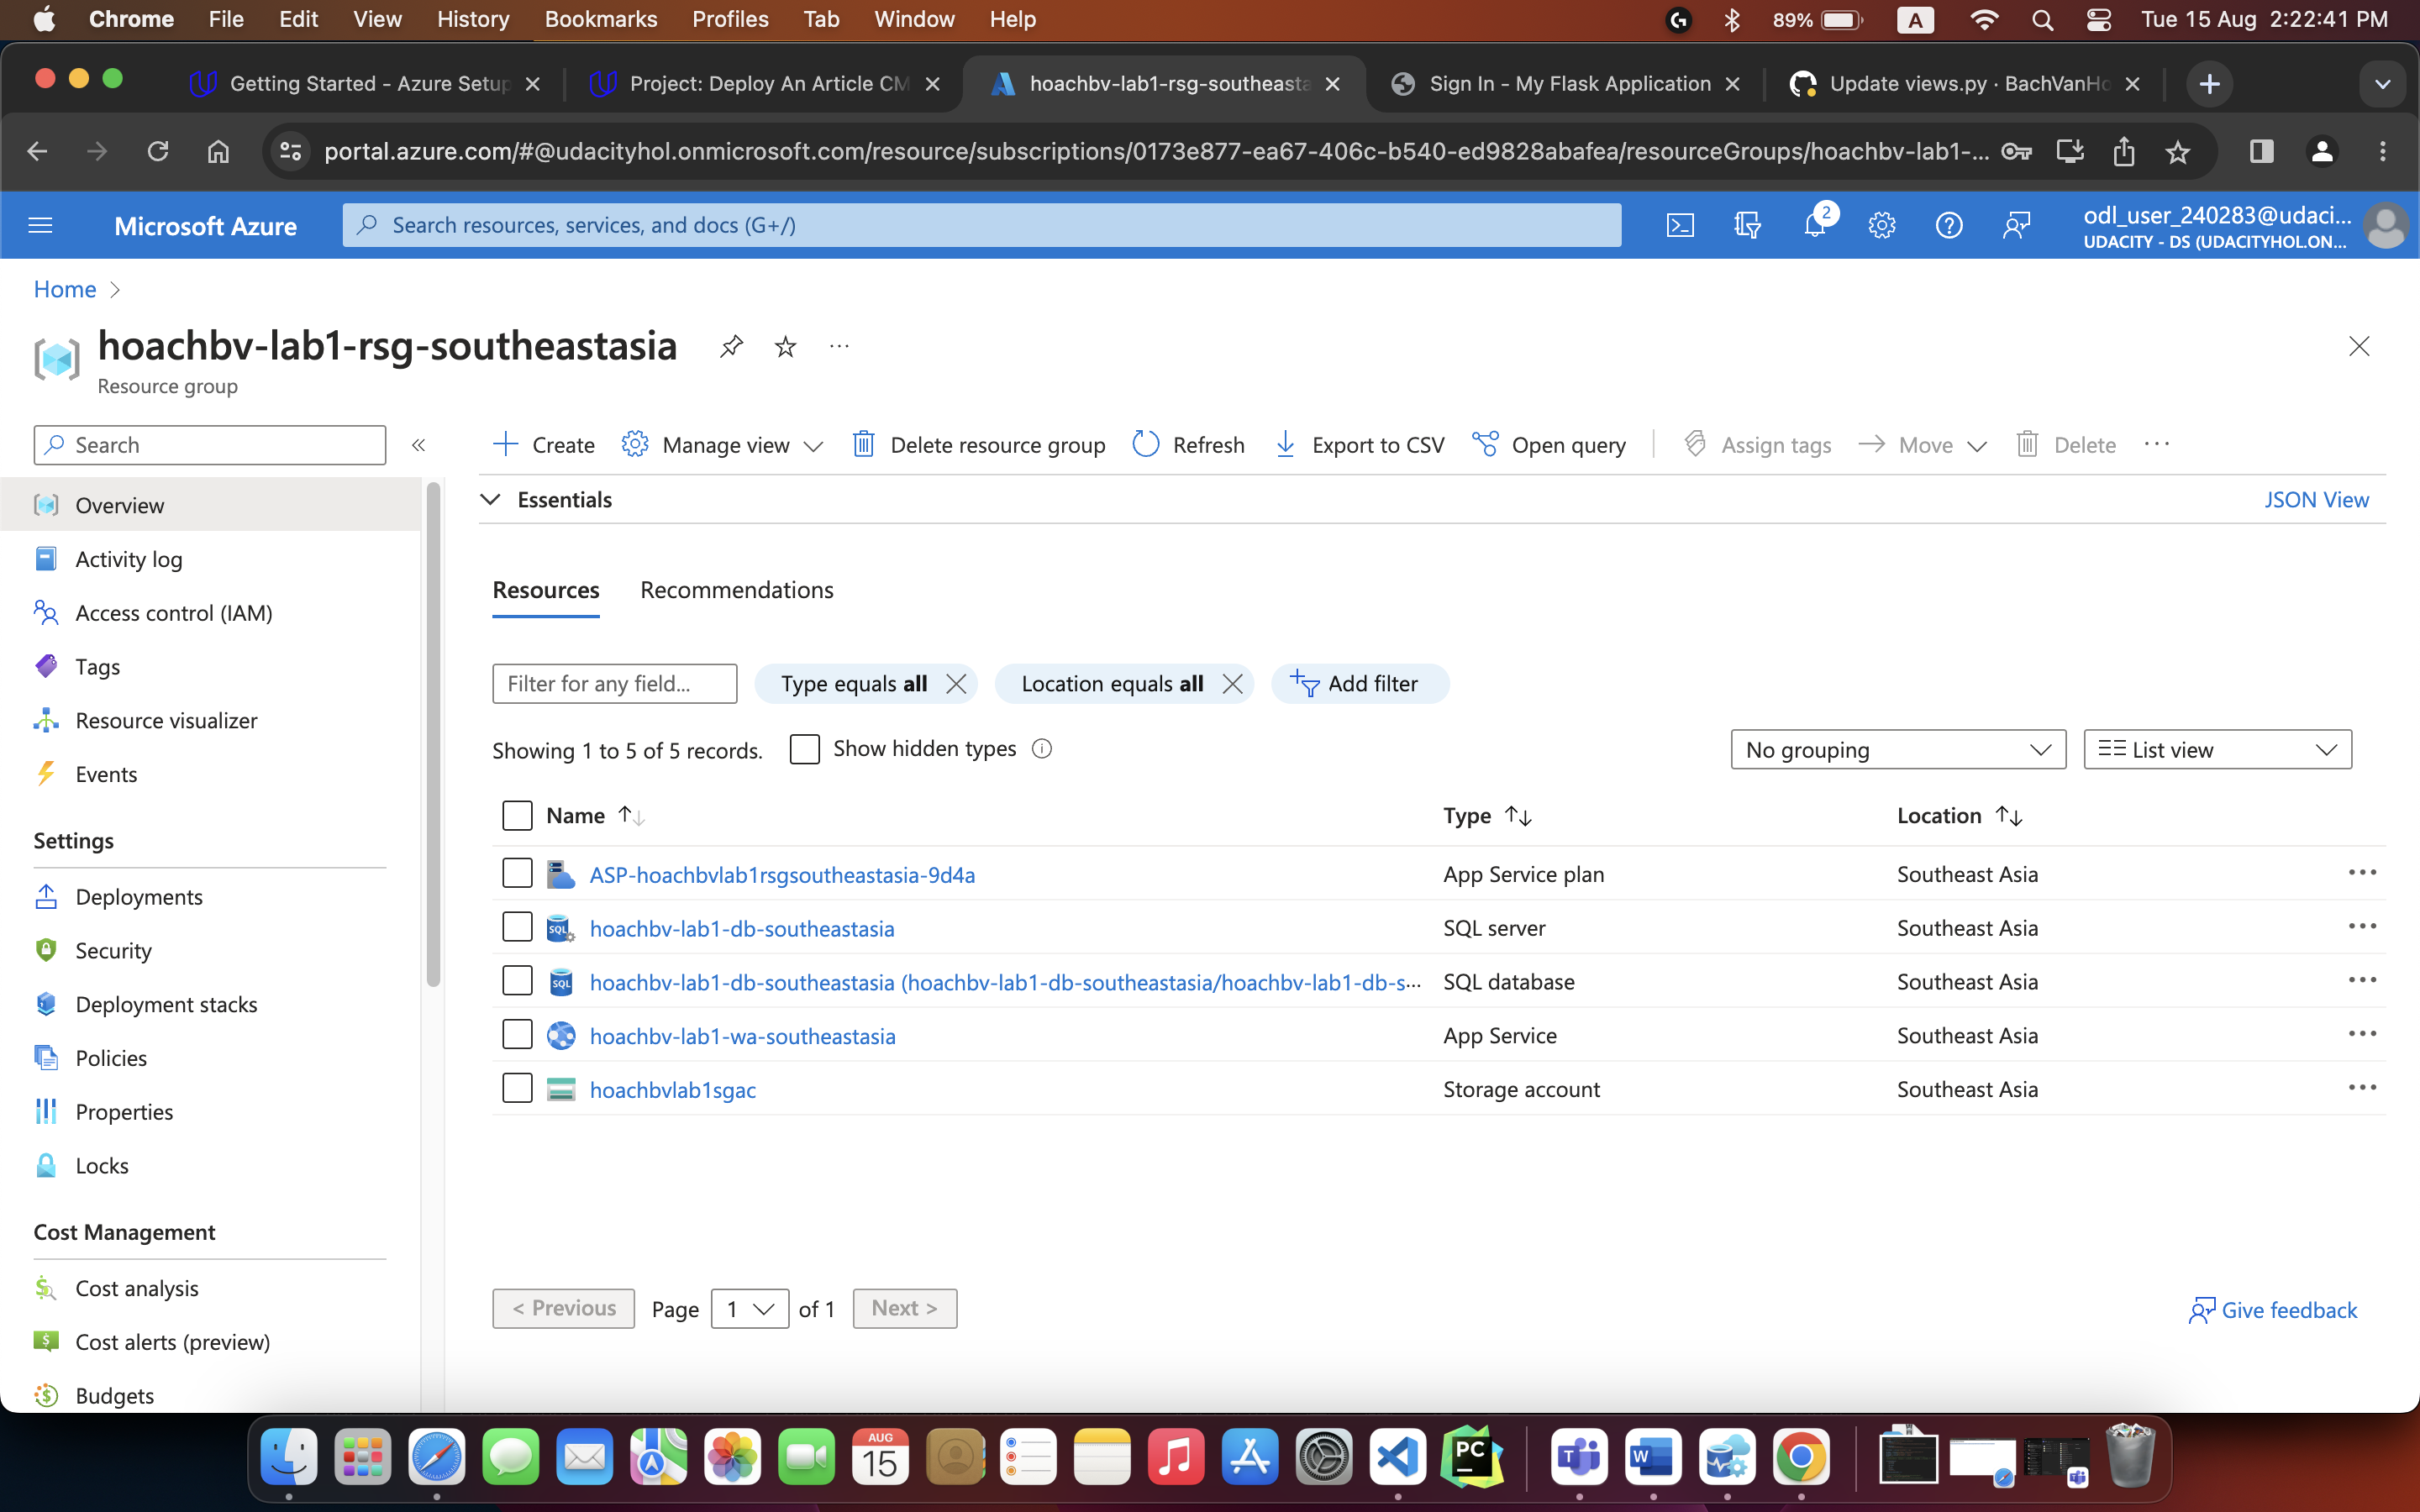 Chrome File Edit View History Bookmarks Profiles Tab Window Help 89% A Tue 15 Aug 2:22:41 PM
Getting Started - Azure Setup Project: Deploy An Article CM hoachbv-lab1-rsg-southeasta Sign In - My Flask Application Update views.py · BachVanHo
portal.azure.com/#@udacityhol.onmicrosoft.com/resource/subscriptions/0173e877-ea67-406c-b540-ed9828abafea/resourceGroups/hoachbv-lab1-...
Microsoft Azure Search resources, services, and docs (G+/) 2 odl_user_240283@udaci...
UDACITY - DS (UDACITYHOL.ON...
Home >
hoachbv-lab1-rsg-southeastasia ...
Resource group
Search «
Create Manage view Delete resource group Refresh Export to CSV Open query Assign tags Move Delete ...
Overview
Activity log
Access control (IAM)
Tags
Resource visualizer
Events
Settings
Deployments
Security
Deployment stacks
Policies
Properties
Locks
Cost Management
Cost analysis
Cost alerts (preview)
Budgets
Essentials JSON View
Resources Recommendations
Filter for any field... Type equals all Location equals all Add filter
Showing 1 to 5 of 5 records. Show hidden types No grouping List view
Name Type Location
ASP-hoachbvlab1rsgsoutheastasia-9d4a App Service plan Southeast Asia
SQL hoachbv-lab1-db-southeastasia SQL server Southeast Asia
SQL hoachbv-lab1-db-southeastasia (hoachbv-lab1-db-southeastasia/hoachbv-lab1-db-s... SQL database Southeast Asia
hoachbv-lab1-wa-southeastasia App Service Southeast Asia
hoachbvlab1sgac Storage account Southeast Asia
< Previous Page 1 of 1 Next > Give feedback
AUG
15
PC
T
W